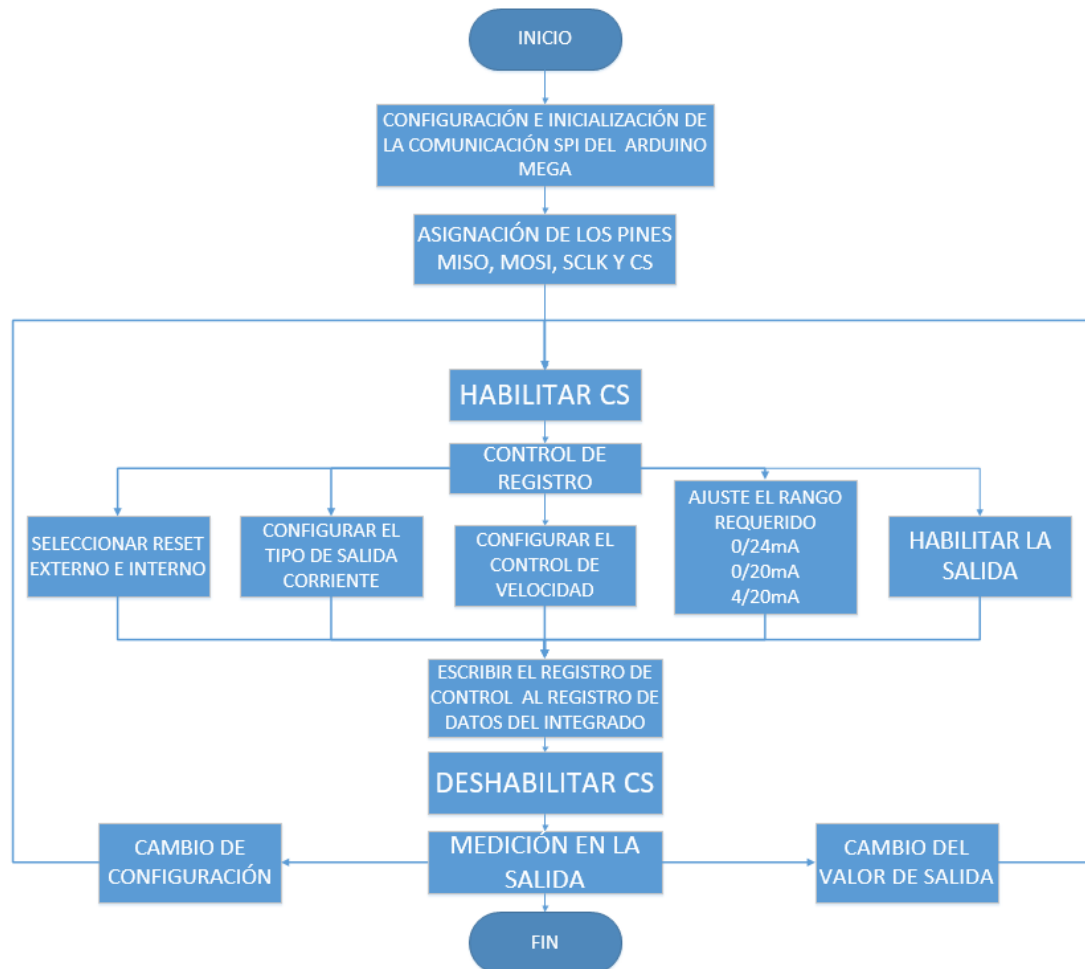 INICIO
CONFIGURACIÓN E INICIALIZACIÓN DE
LA COMUNICACIÓN SPI DEL ARDUINO
MEGA
ASIGNACIÓN DE LOS PINES
MISO, MOSI, SCLK Y CS
HABILITAR CS
CONTROL DE
REGISTRO
SELECCIONAR RESET
EXTERNO E INTERNO
CONFIGURAR EL
TIPO DE SALIDA
CORRIENTE
CONFIGURAR EL
CONTROL DE
VELOCIDAD
AJUSTE EL RANGO
REQUERIDO
0/24mA
0/20mA
4/20mA
HABILITAR LA
SALIDA
ESCRIBIR EL REGISTRO DE
CONTROL AL REGISTRO DE
DATOS DEL INTEGRADO
DESHABILITAR CS
CAMBIO DE
CONFIGURACIÓN
MEDICIÓN EN LA
SALIDA
CAMBIO DEL
VALOR DE SALIDA
FIN